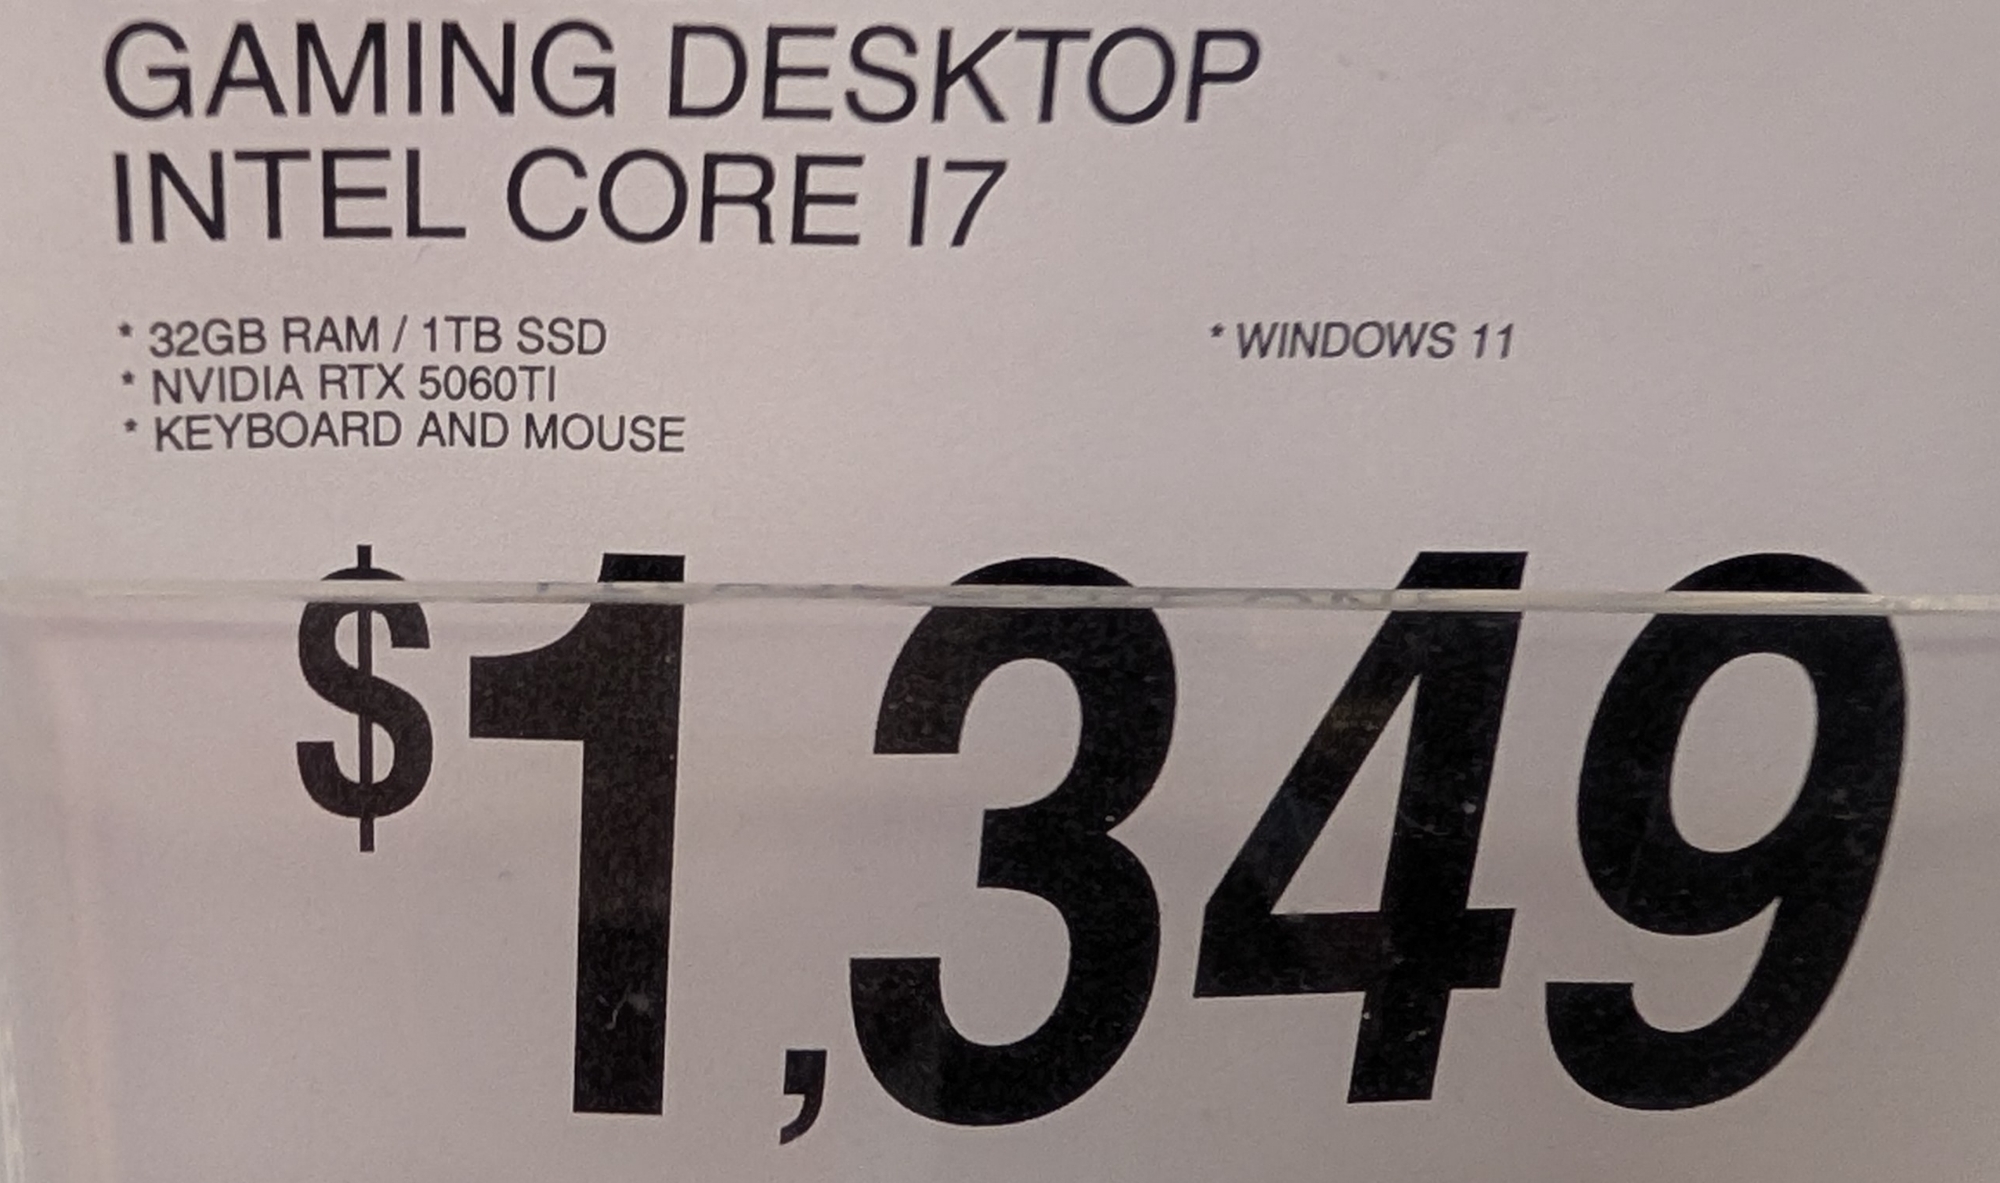 GAMING DESKTOP
INTEL CORE I7
* 32GB RAM / 1TB SSD
* NVIDIA RTX 5060TI
* KEYBOARD AND MOUSE
* WINDOWS 11
$1,349